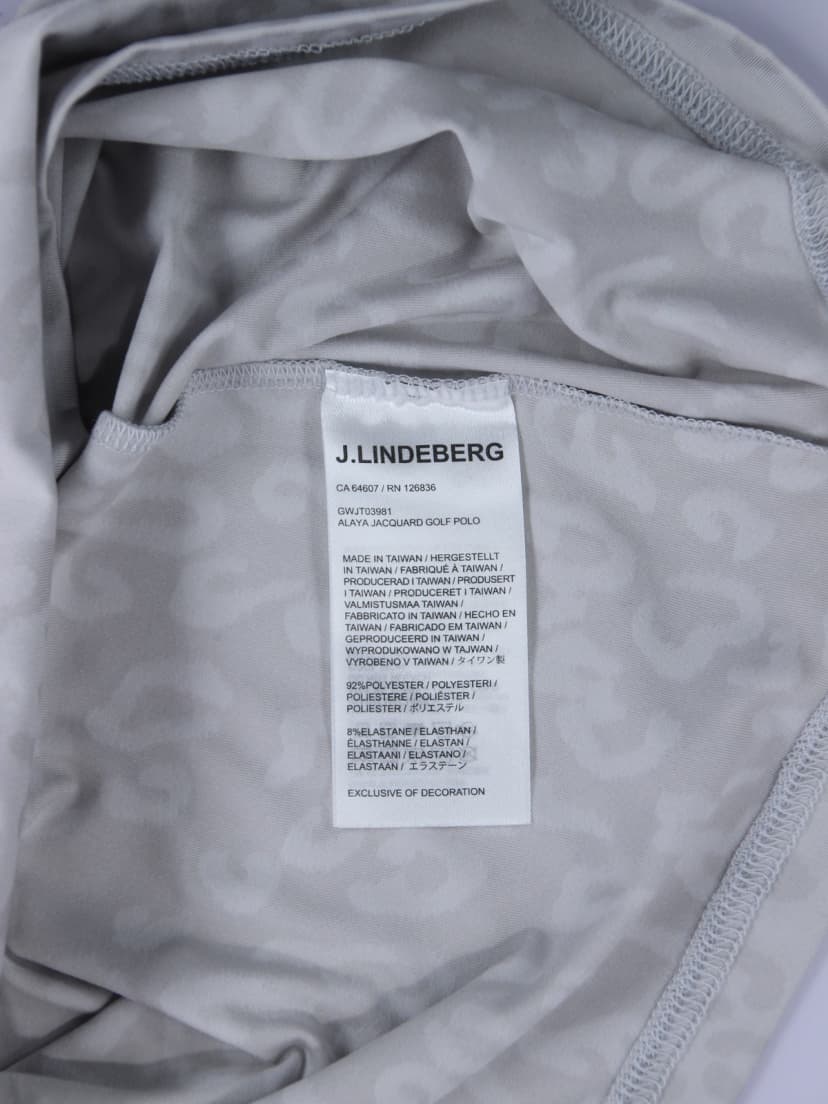 J.LINDEBERG
CA 64607 / RN 126836
GWJT03981
ALAYA JACQUARD GOLF POLO
MADE IN TAIWAN / HERGESTELLT
IN TAIWAN / FABRIQUÉ À TAIWAN /
PRODUCERAD I TAIWAN / PRODUSERT
I TAIWAN / PRODUCERET I TAIWAN /
VALMISTUSMAA TAIWAN /
FABBRICATO IN TAIWAN / HECHO EN
TAIWAN / FABRICADO EM TAIWAN /
GEPRODUCEERD IN TAIWAN /
WYPRODUKOWANO W TAJWAN /
VYROBENO V TAIWAN / タイワン製
92%POLYESTER / POLYESTERI /
POLIESTERE / POLIÉSTER /
POLIESTER / ポリエステル
8%ELASTANE / ELASTHAN /
ÉLASTHANNE / ELASTAN /
ELASTAANI / ELASTANO /
ELASTAAN / エラステーン
EXCLUSIVE OF DECORATION